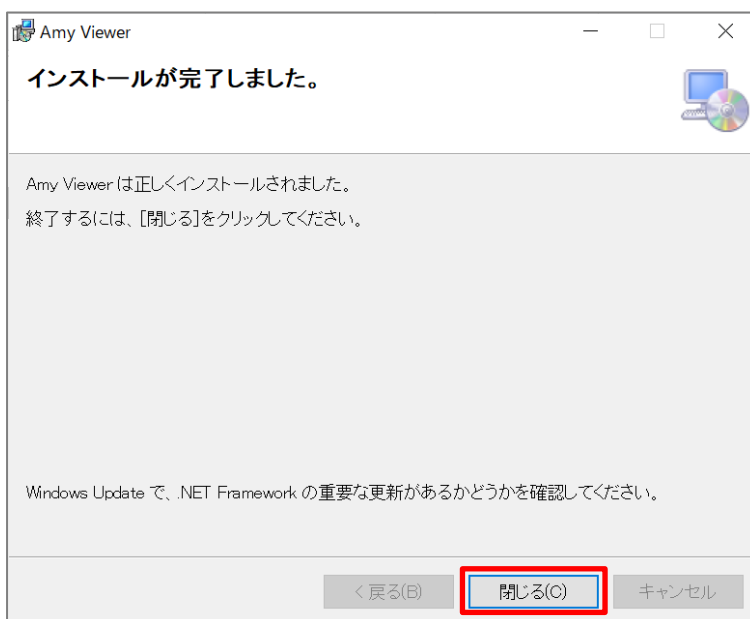 Amy Viewer
インストールが完了しました。
Amy Viewer は正しくインストールされました。
終了するには、[閉じる]をクリックしてください。
Windows Update で、.NET Framework の重要な更新があるかどうかを確認してください。
< 戻る(B)
閉じる(C)
キャンセル